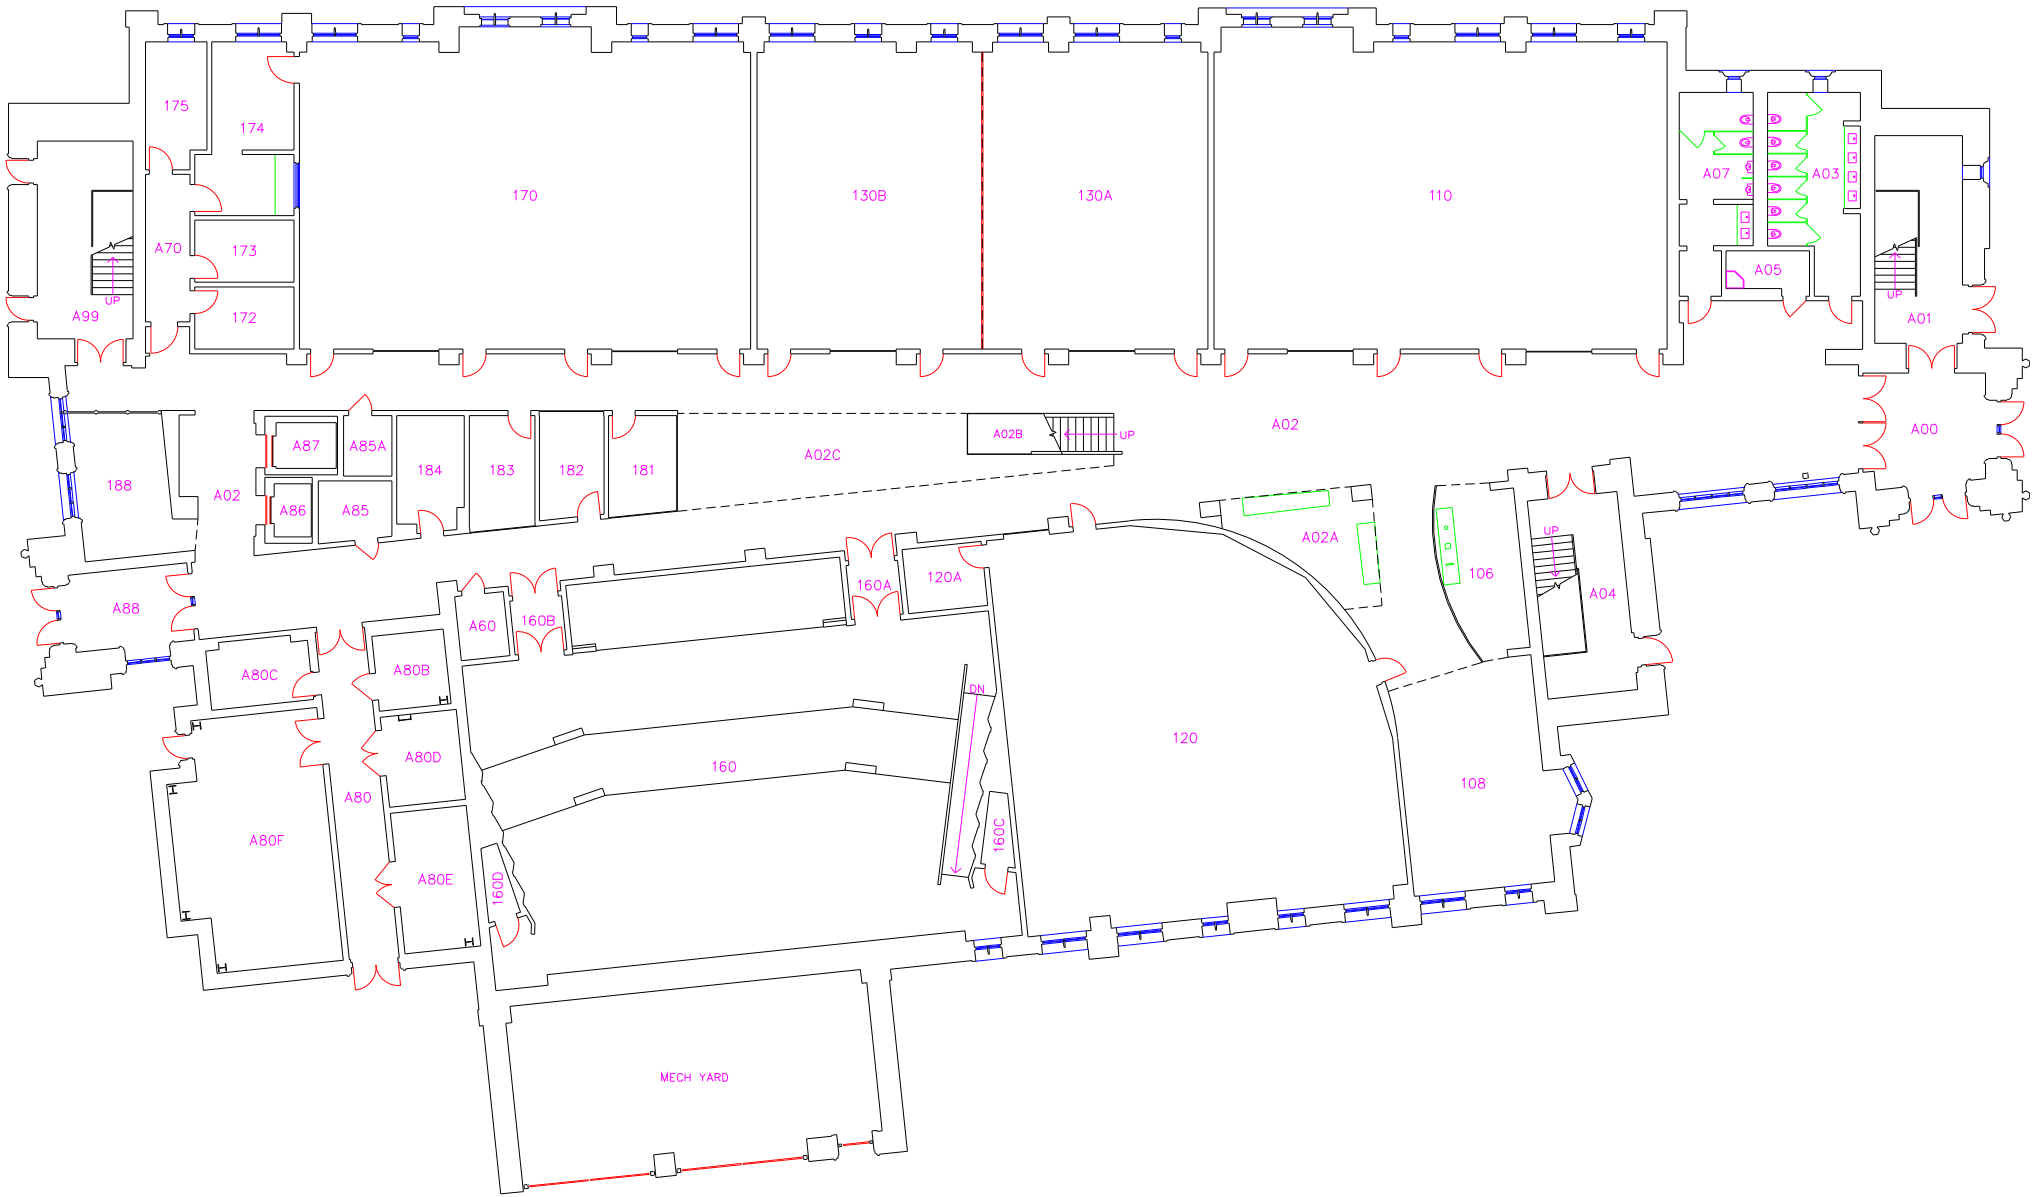 175
174
170
130B
130A
110
A07
A03
A70
173
A05
UP
172
A99
UP
A01
A87
A85A
184
183
182
181
A02C
A02B
UP
A02
A00
188
A02
A86
A85
A02A
UP
106
A04
A88
A60
160B
160A
120A
A80C
A80B
DN
A80D
160
120
108
A80
A80F
A80E
160D
160C
MECH YARD